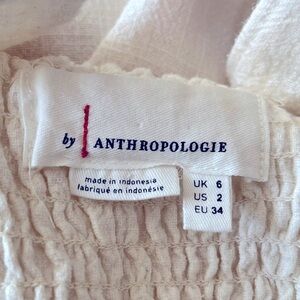 by ANTHROPOLOGIE
made in indonesia
fabriqué en indonésie
UK 6
US 2
EU 34